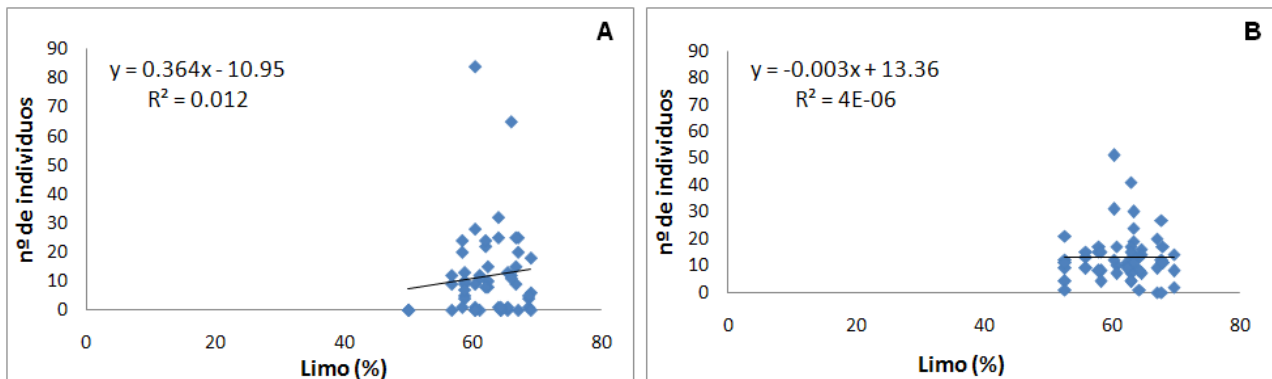 A
y = 0.364x - 10.95
R² = 0.012
nº de individuos
90
80
70
60
50
40
30
20
10
0
0 20 40 60 80
Limo (%)
B
y = -0.003x + 13.36
R² = 4E-06
nº de individuos
90
80
70
60
50
40
30
20
10
0
0 20 40 60 80
Limo (%)